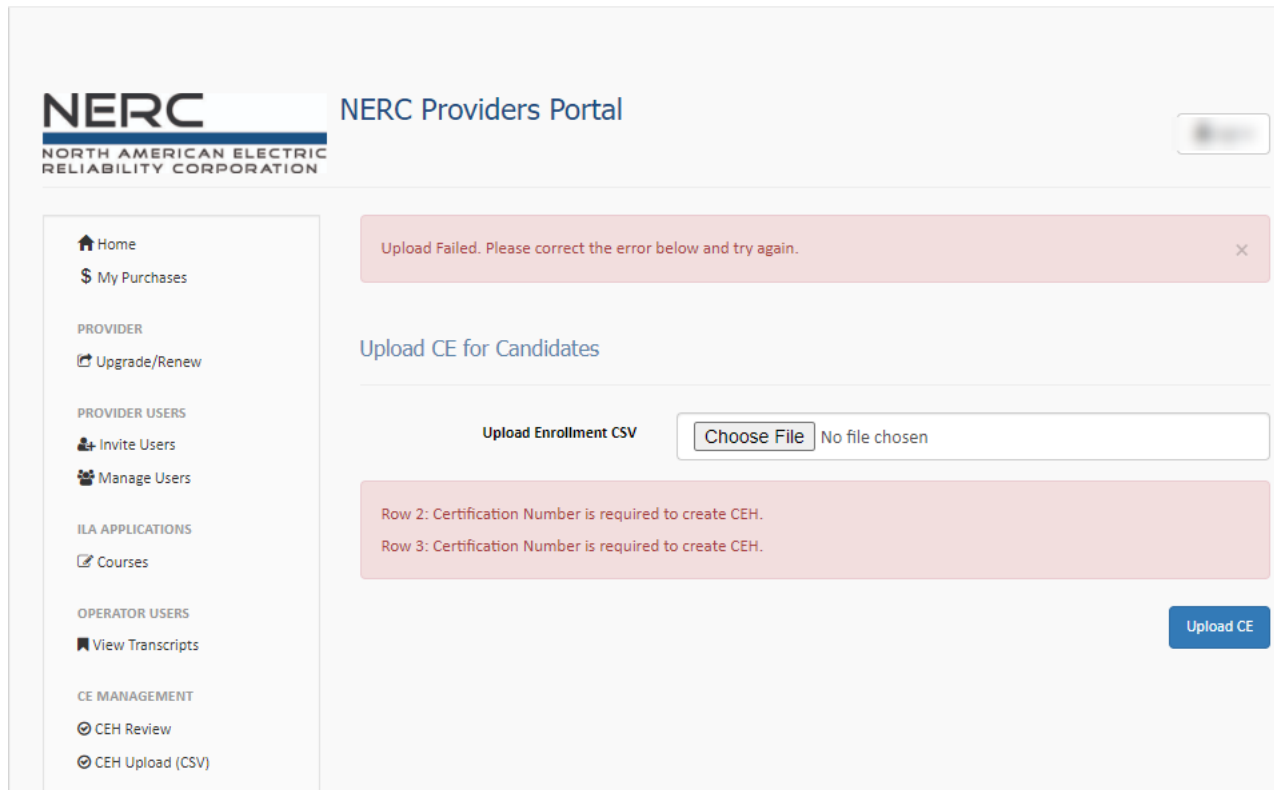 NERC
NORTH AMERICAN ELECTRIC
RELIABILITY CORPORATION
NERC Providers Portal
Home
$ My Purchases
PROVIDER
Upgrade/Renew
PROVIDER USERS
Invite Users
Manage Users
ILA APPLICATIONS
Courses
OPERATOR USERS
View Transcripts
CE MANAGEMENT
CEH Review
CEH Upload (CSV)
Upload Failed. Please correct the error below and try again.
×
Upload CE for Candidates
Upload Enrollment CSV
Choose File No file chosen
Row 2: Certification Number is required to create CEH.
Row 3: Certification Number is required to create CEH.
Upload CE